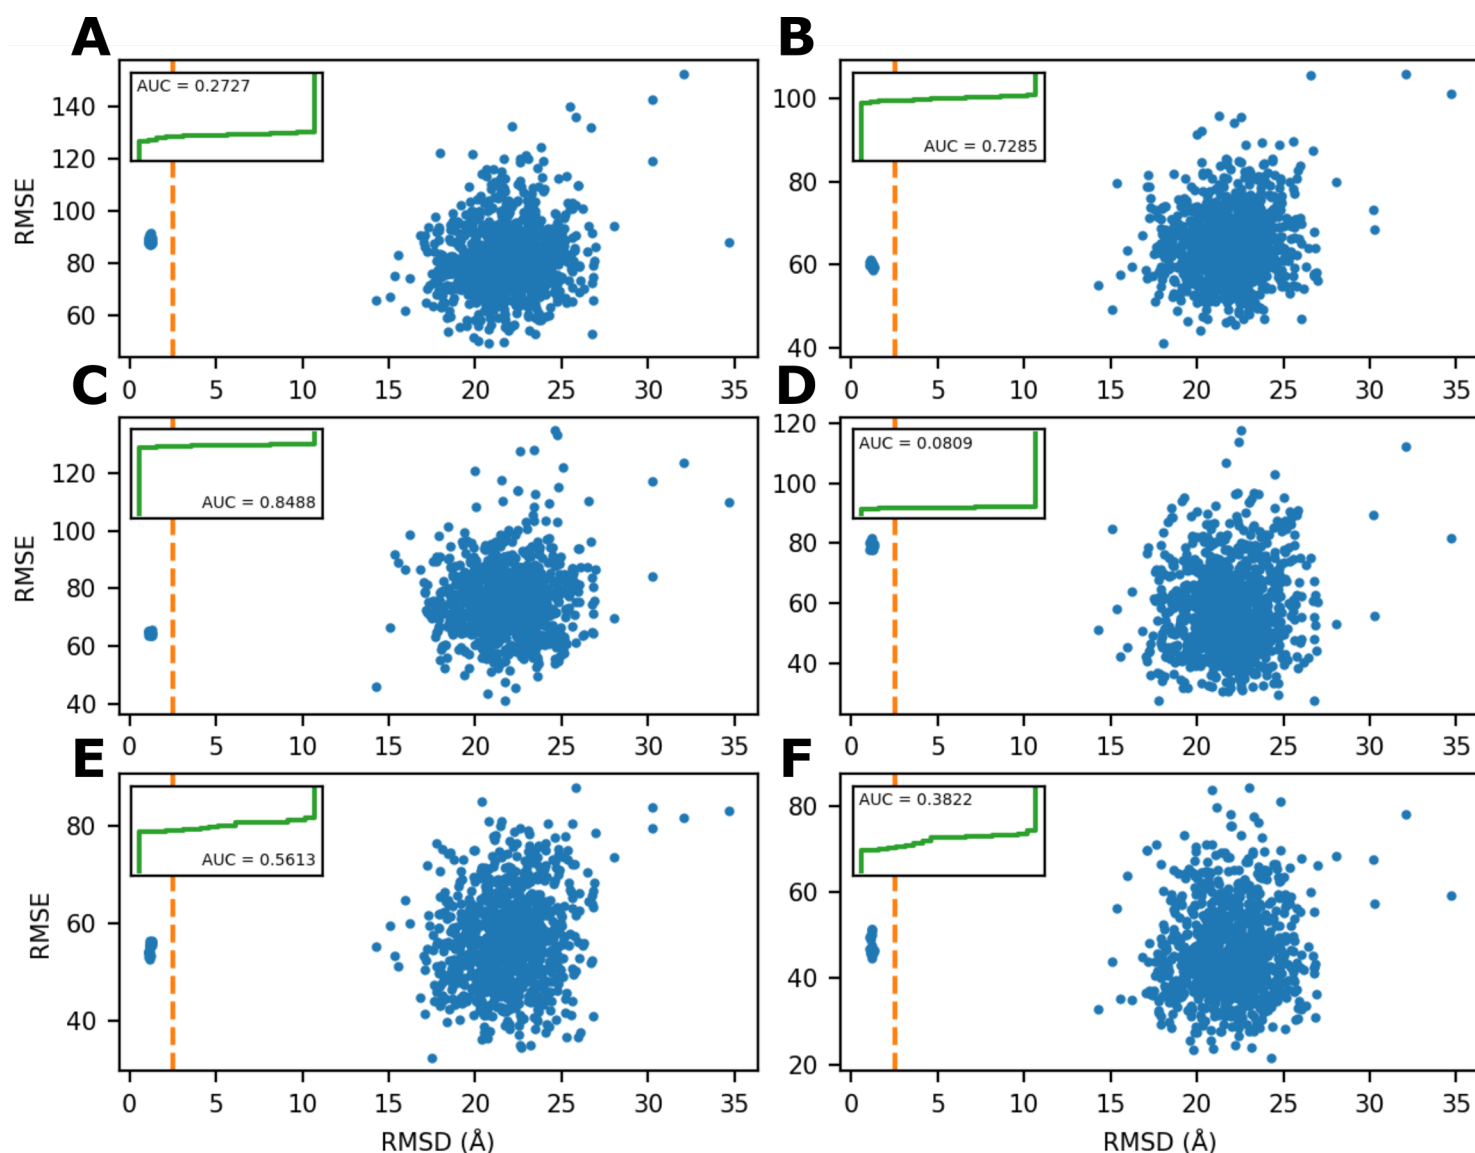 A
B
AUC = 0.2727
AUC = 0.7285
RMSE
140
120
100
80
60
100
80
60
40
0 5 10 15 20 25 30 35
0 5 10 15 20 25 30 35
C
D
AUC = 0.8488
AUC = 0.0809
RMSE
120
100
80
60
40
120
100
80
60
40
0 5 10 15 20 25 30 35
0 5 10 15 20 25 30 35
E
F
AUC = 0.5613
AUC = 0.3822
RMSE
80
60
40
80
60
40
20
0 5 10 15 20 25 30 35
0 5 10 15 20 25 30 35
RMSD (Å)
RMSD (Å)